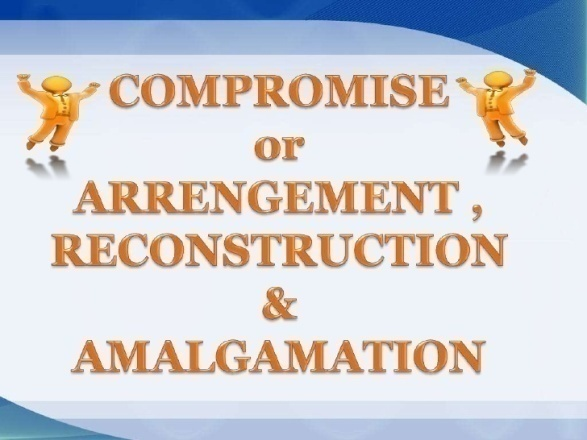 COMPROMISE
or
ARRENGEMENT ,
RECONSTRUCTION
&
AMALGAMATION